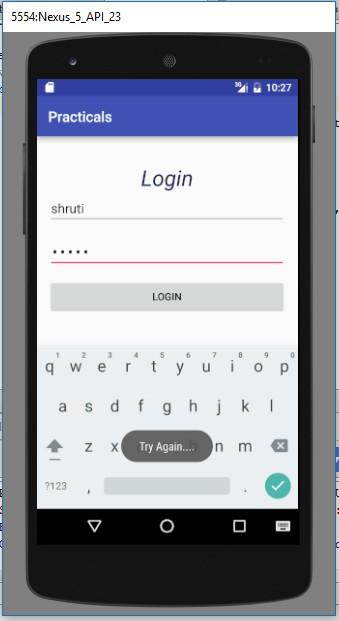 5554:Nexus_5_API_23
3G 10:27
Practicals
Login
shruti
•••••
LOGIN
1 2 3 4 5 6 7 8 9 0
q w e r t y u i o p
a s d f g h j k l
z x n m
Try Again....
?123 , .